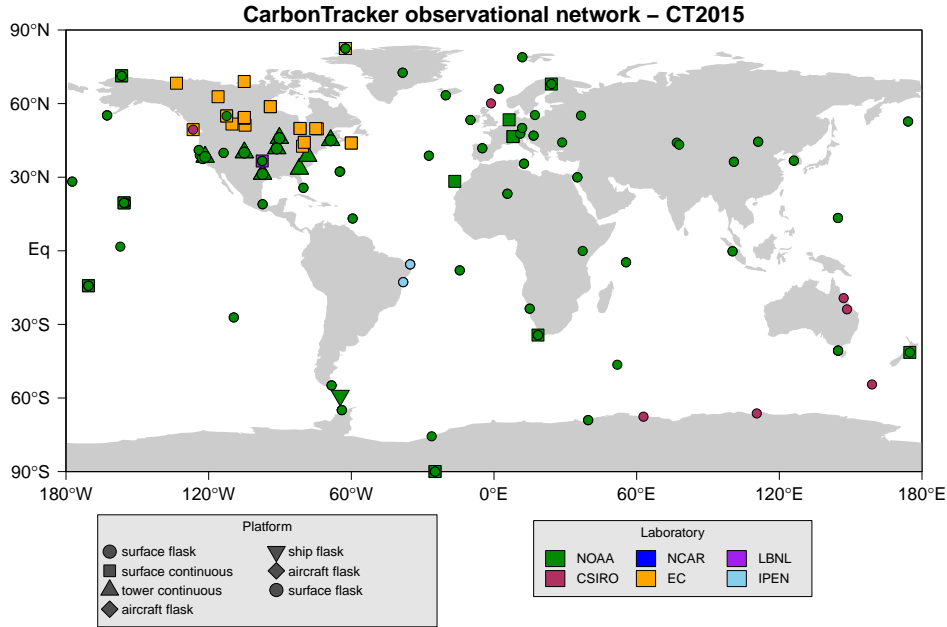 CarbonTracker observational network – CT2015
90°N
60°N
30°N
Eq
30°S
60°S
90°S
180°W 120°W 60°W 0°E 60°E 120°E 180°E
Platform
surface flask ship flask
surface continuous aircraft flask
tower continuous surface flask
aircraft flask
Laboratory
NOAA NCAR LBNL
CSIRO EC IPEN